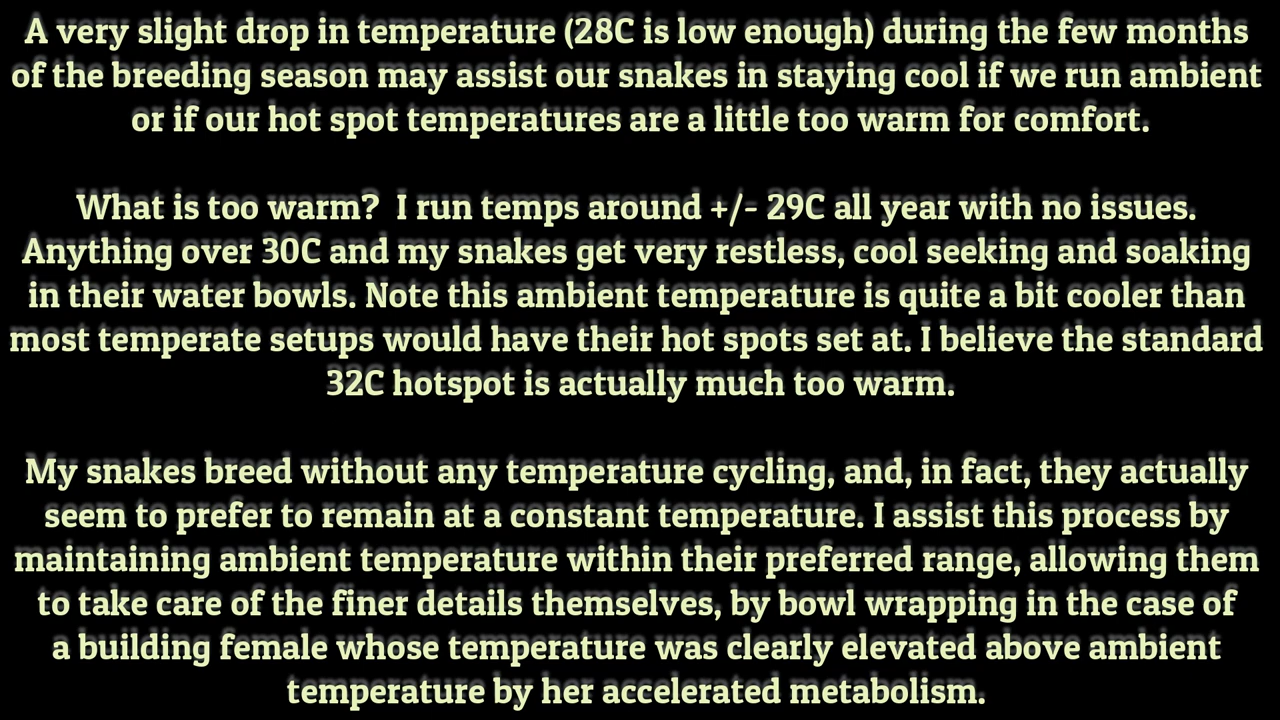 A very slight drop in temperature (28C is low enough) during the few months
of the breeding season may assist our snakes in staying cool if we run ambient
or if our hot spot temperatures are a little too warm for comfort.
What is too warm?  I run temps around +/- 29C all year with no issues.
Anything over 30C and my snakes get very restless, cool seeking and soaking
in their water bowls. Note this ambient temperature is quite a bit cooler than
most temperate setups would have their hot spots set at. I believe the standard
32C hotspot is actually much too warm.
My snakes breed without any temperature cycling, and, in fact, they actually
seem to prefer to remain at a constant temperature. I assist this process by
maintaining ambient temperature within their preferred range, allowing them
to take care of the finer details themselves, by bowl wrapping in the case of
a building female whose temperature was clearly elevated above ambient
temperature by her accelerated metabolism.